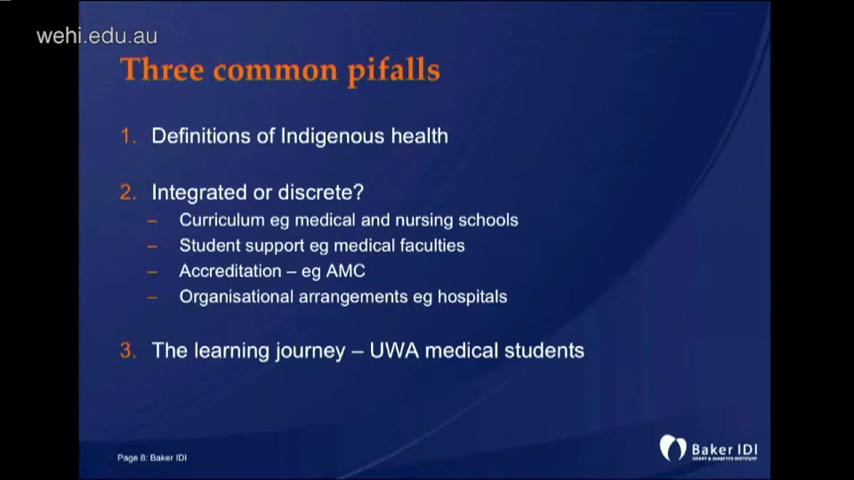 wehi.edu.au
Three common pifalls
1. Definitions of Indigenous health
2. Integrated or discrete?
– Curriculum eg medical and nursing schools
– Student support eg medical faculties
– Accreditation – eg AMC
– Organisational arrangements eg hospitals
3. The learning journey – UWA medical students
Page 8: Baker IDI
Baker IDI
HEART & DIABETES INSTITUTE